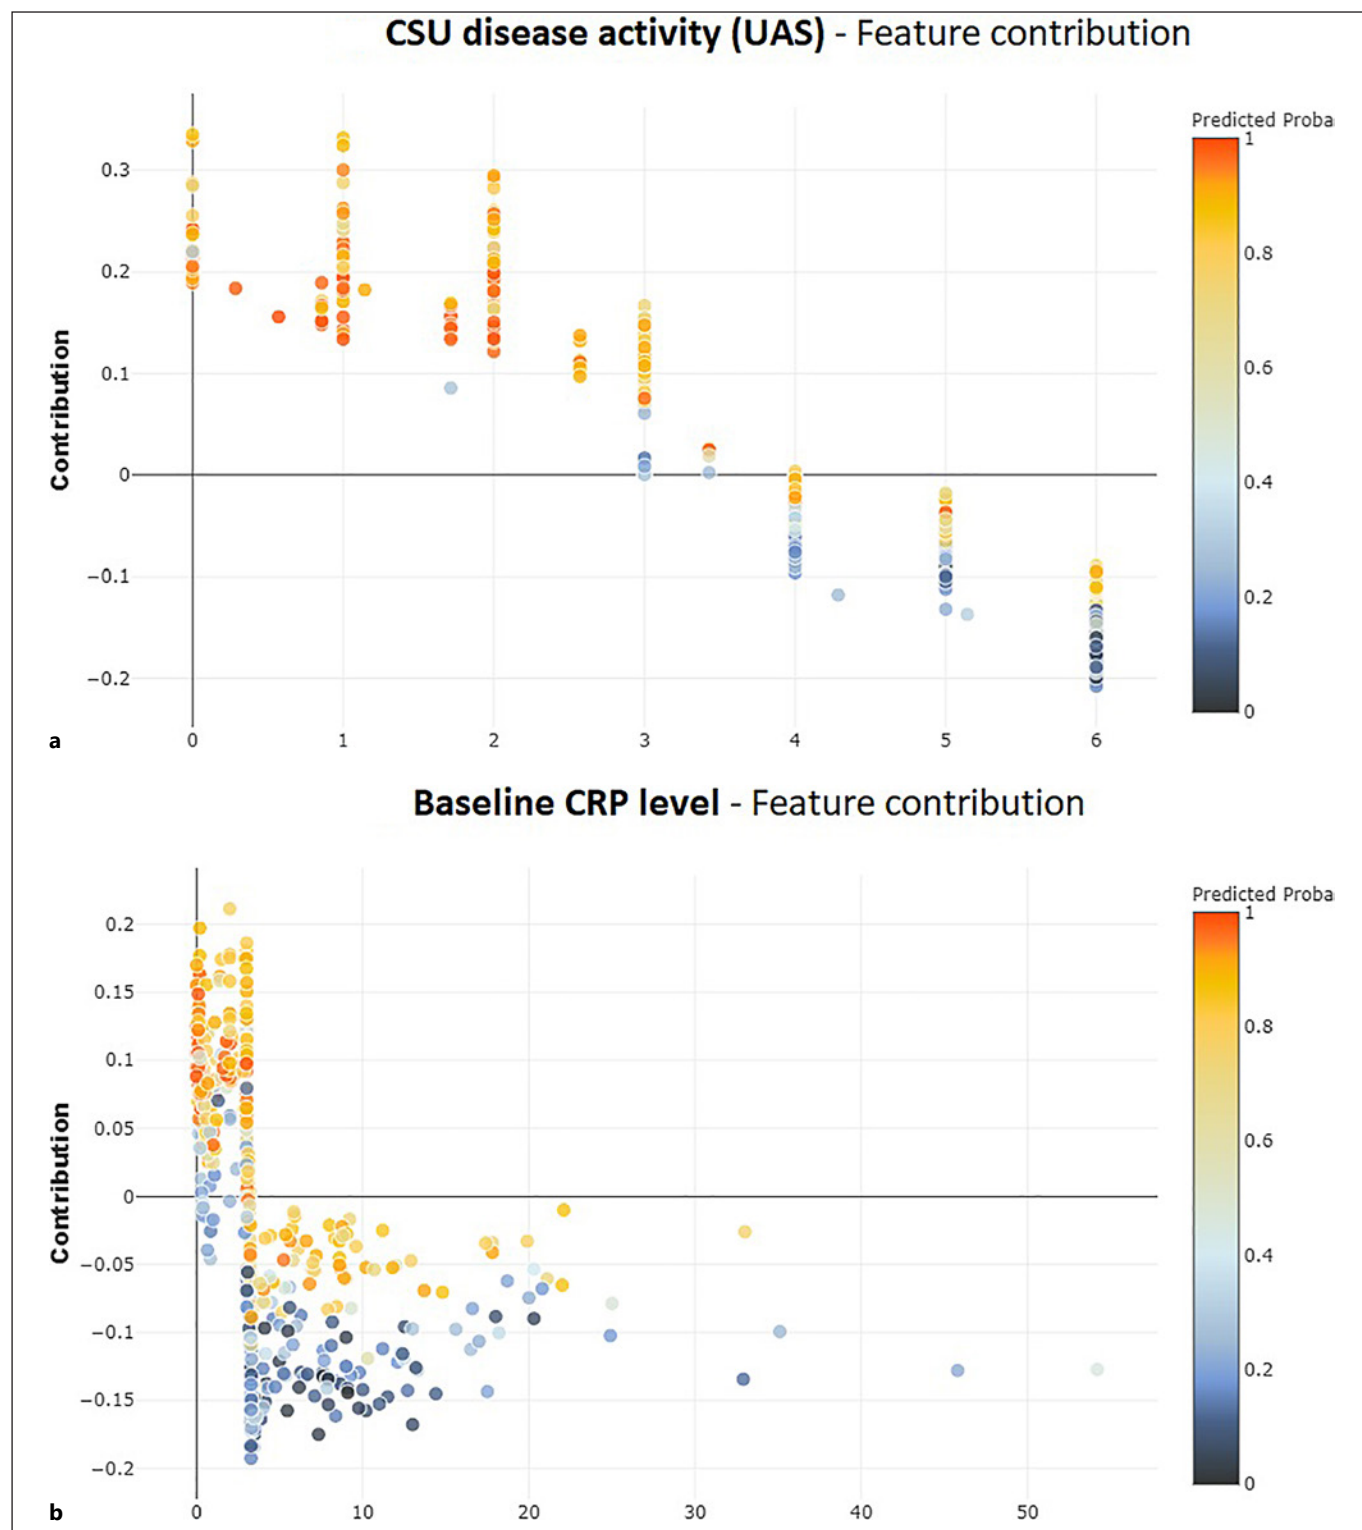 CSU disease activity (UAS) - Feature contribution
Predicted Proba
1
0.8
0.6
0.4
0.2
0
Contribution
0.3
0.2
0.1
0
−0.1
−0.2
0 1 2 3 4 5 6
a
Baseline CRP level - Feature contribution
Predicted Proba
1
0.8
0.6
0.4
0.2
0
Contribution
0.2
0.15
0.1
0.05
0
−0.05
−0.1
−0.15
−0.2
0 10 20 30 40 50
b